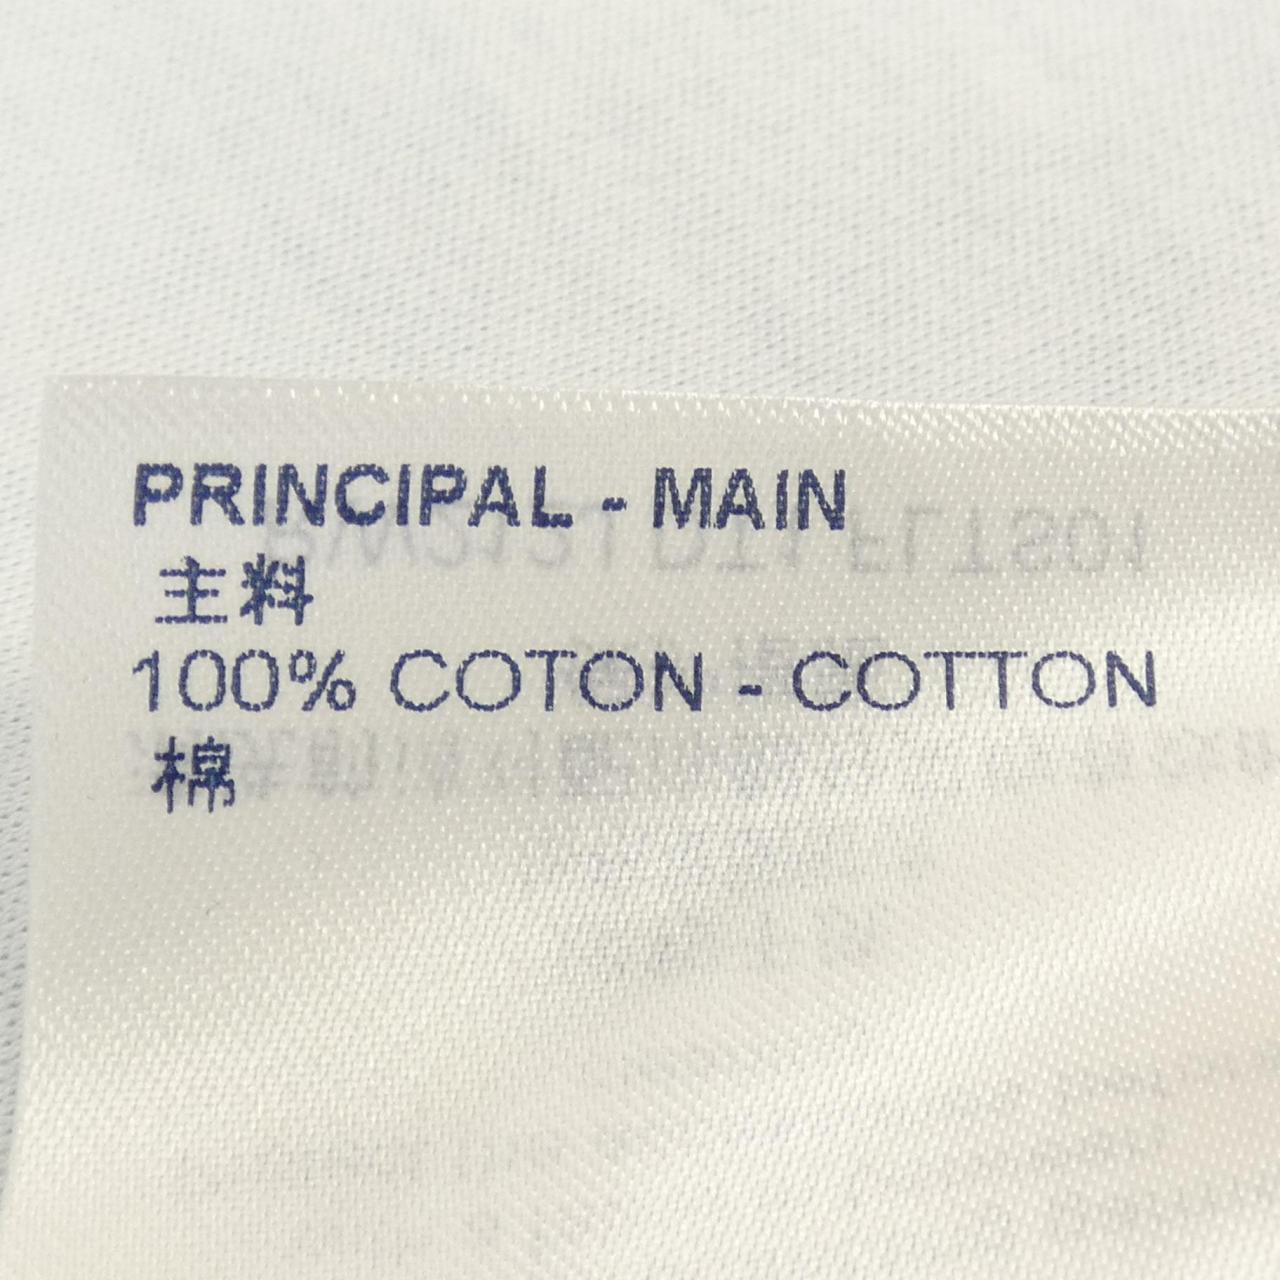 PRINCIPAL - MAIN
主料
100% COTON - COTTON
棉